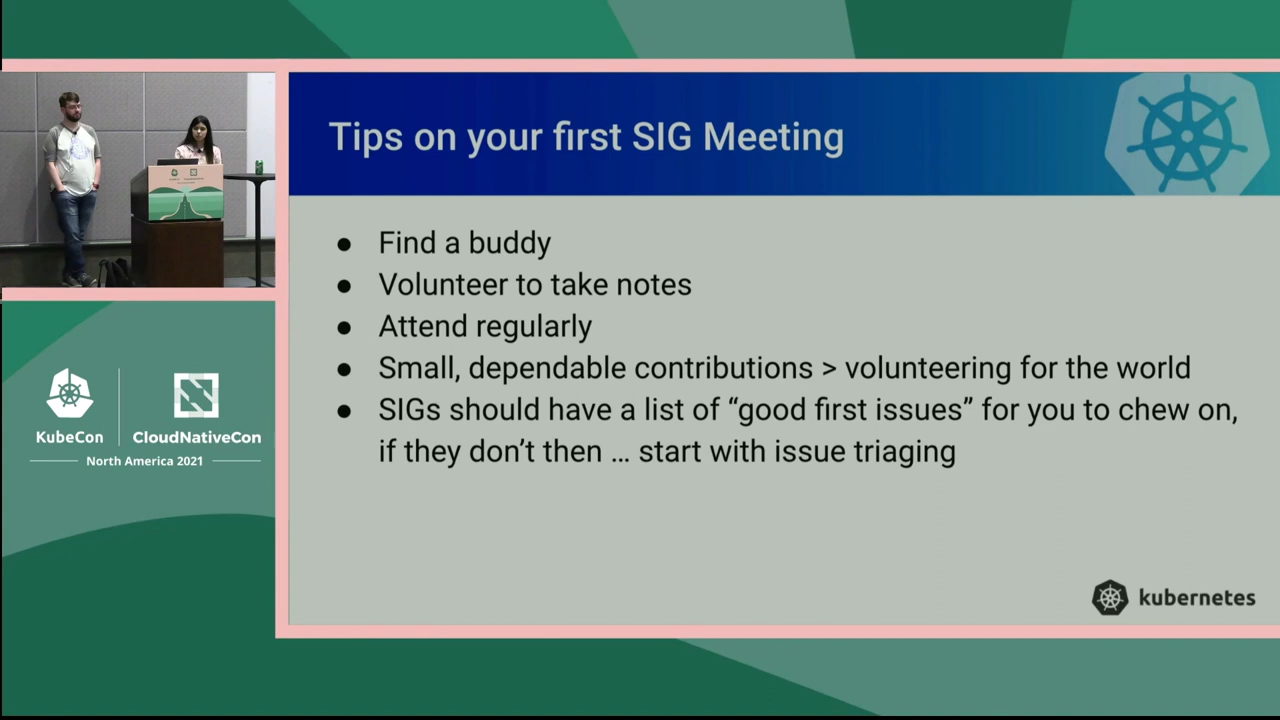 Tips on your first SIG Meeting
● Find a buddy
● Volunteer to take notes
● Attend regularly
● Small, dependable contributions > volunteering for the world
● SIGs should have a list of “good first issues” for you to chew on,
if they don’t then … start with issue triaging
KubeCon
CloudNativeCon
North America 2021
kubernetes